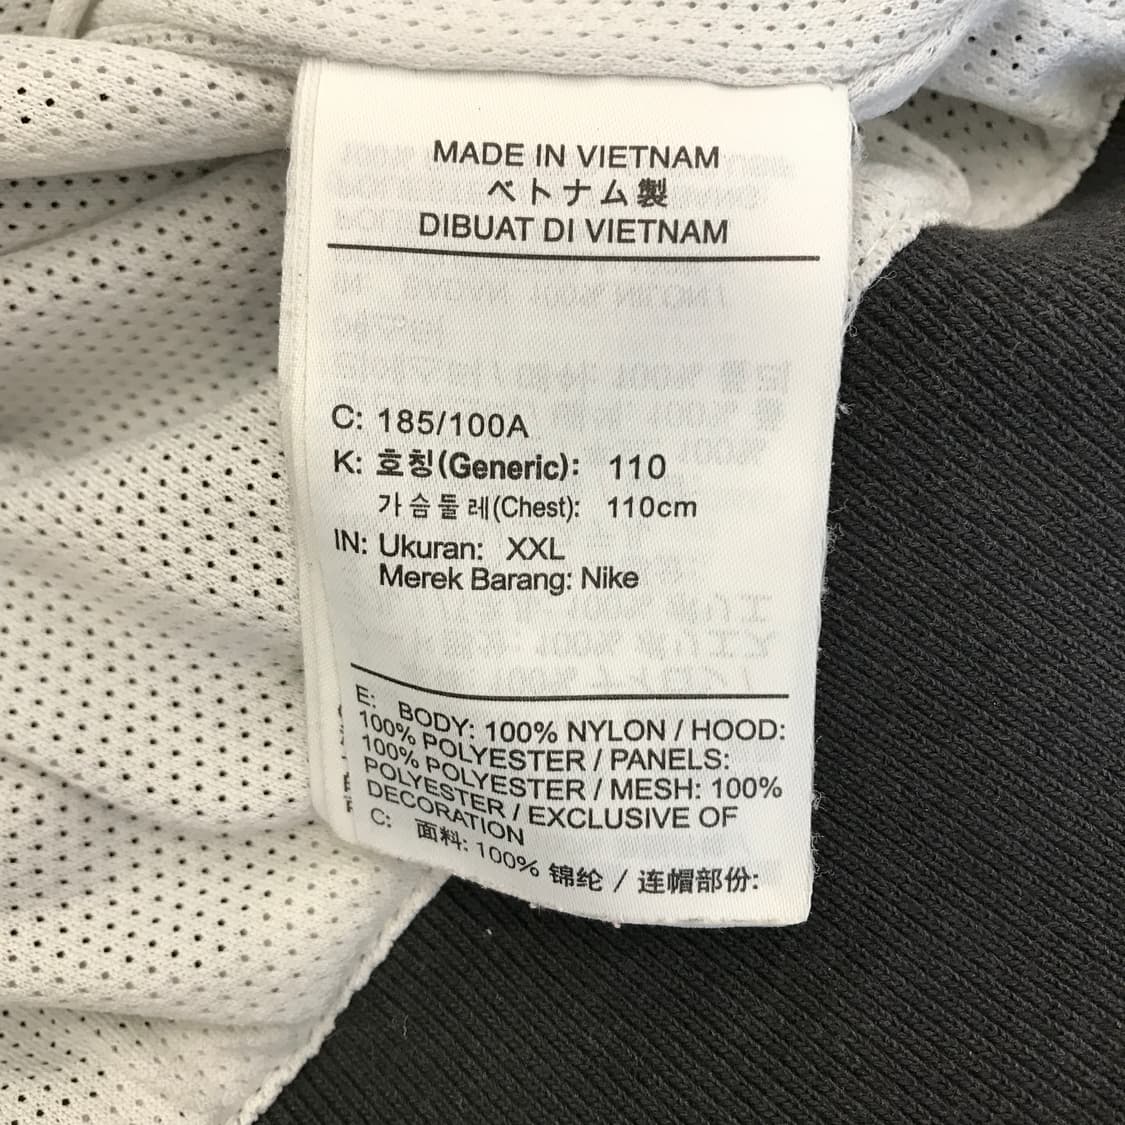 MADE IN VIETNAM
ベトナム製
DIBUAT DI VIETNAM
C: 185/100A
K: 호칭(Generic): 110
가슴둘레(Chest): 110cm
IN: Ukuran: XXL
Merek Barang: Nike
E: BODY: 100% NYLON / HOOD:
100% POLYESTER / PANELS:
100% POLYESTER / MESH: 100%
POLYESTER / EXCLUSIVE OF
DECORATION
C: 面料: 100% 锦纶 / 连帽部份: